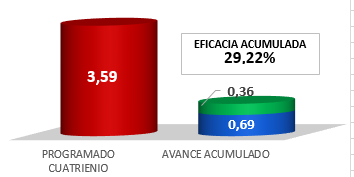 EFICACIA ACUMULADA
29,22%
3,59
0,36
0,69
PROGRAMADO
CUATRIENIO
AVANCE ACUMULADO